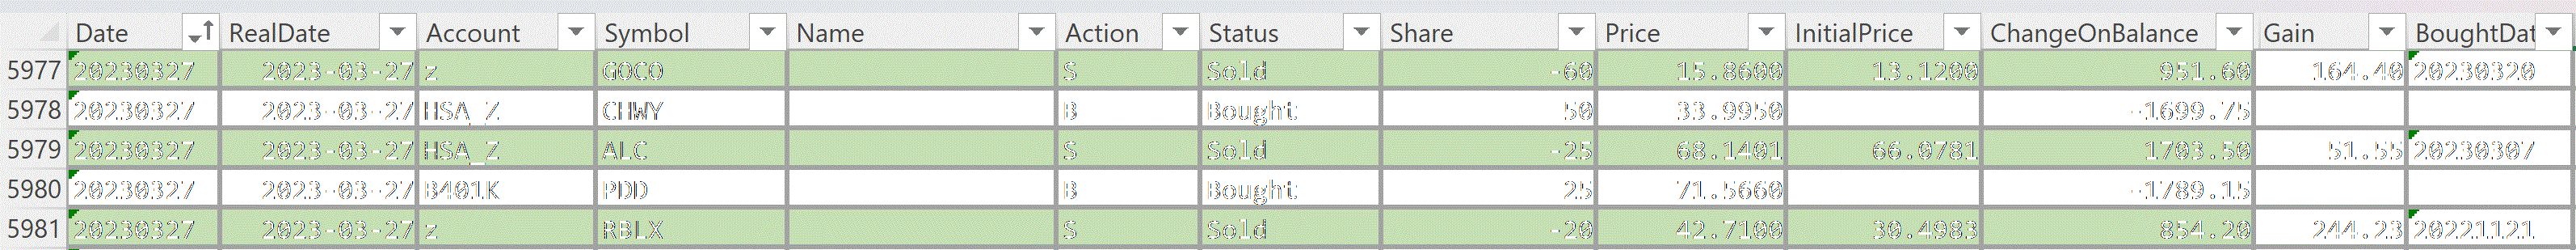 Date RealDate Account Symbol Name Action Status Share Price InitialPrice ChangeOnBalance Gain BoughtDat
5977 20230327 2023-03-27 z GOCO S Sold -60 15.8600 13.1200 951.60 164.40 20230320
5978 20230327 2023-03-27 HSA_Z CHWY B Bought 50 33.9950 -1699.75
5979 20230327 2023-03-27 HSA_Z ALC S Sold -25 68.1401 66.0781 1703.50 51.55 20230307
5980 20230327 2023-03-27 B401K PDD B Bought 25 71.5660 -1789.15
5981 20230327 2023-03-27 z RBLX S Sold -20 42.7100 30.4983 854.20 244.23 20221121